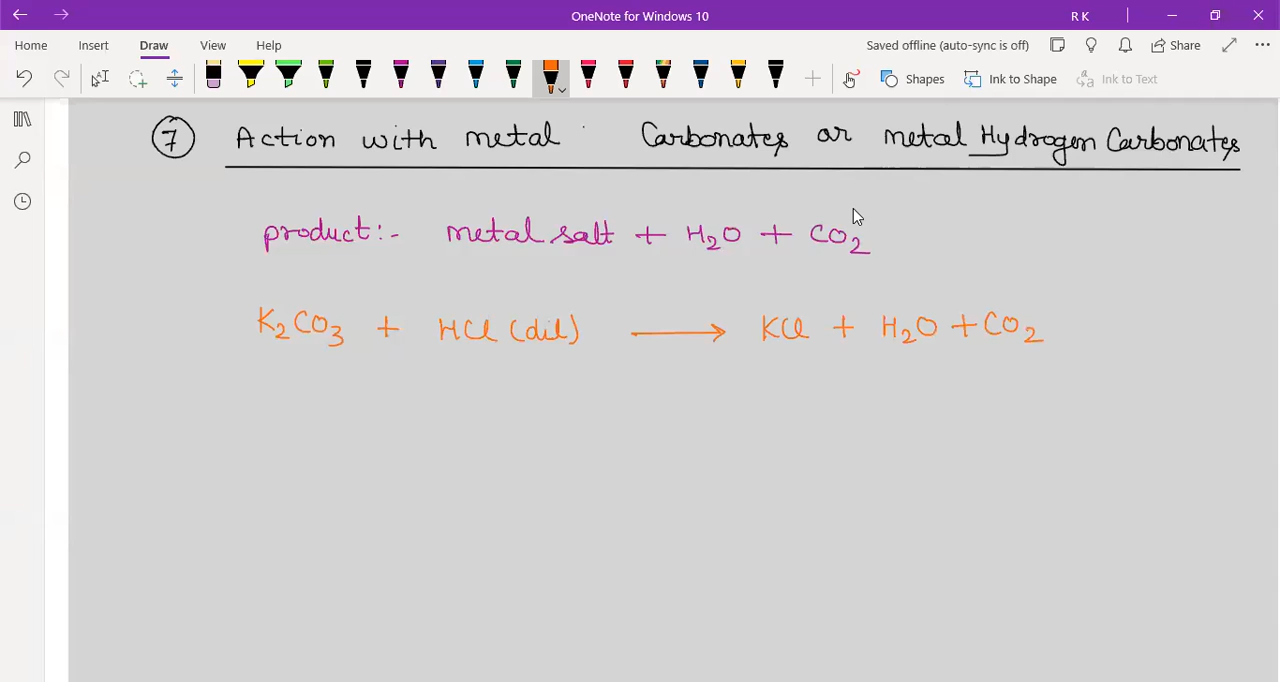 OneNote for Windows 10
R K
Home Insert Draw View Help
Saved offline (auto-sync is off) Share
Shapes Ink to Shape Ink to Text
7 Action with metal Carbonates or metal Hydrogen Carbonates
product:- metal salt + H₂O + CO₂
K₂CO₃ + HCl (dil) ⟶ KCl + H₂O + CO₂